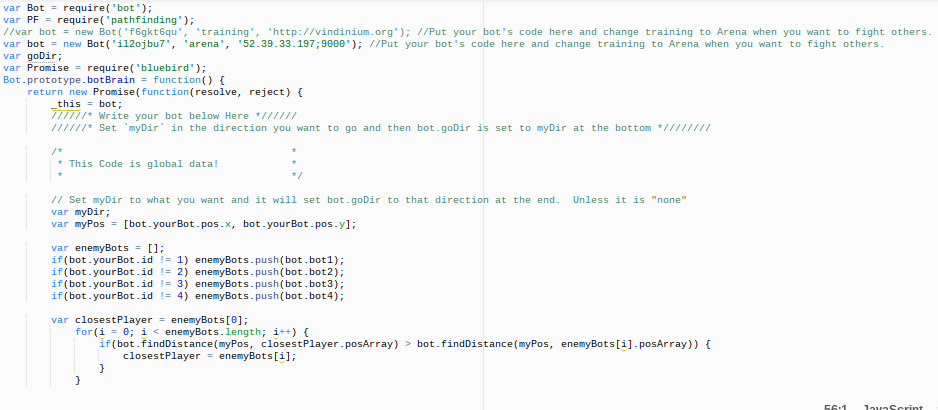 var Bot = require('bot');
var PF = require('pathfinding');
//var bot = new Bot('f6gkt6qu', 'training', 'http://vindinium.org'); //Put your bot's code here and change training to Arena when you want to fight others.
var bot = new Bot('il2ojbu7', 'arena', '52.39.33.197;9000'); //Put your bot's code here and change training to Arena when you want to fight others.
var goDir;
var Promise = require('bluebird');
Bot.prototype.botBrain = function() {
return new Promise(function(resolve, reject) {
_this = bot;
//////* Write your bot below Here *//////
//////* Set `myDir` in the direction you want to go and then bot.goDir is set to myDir at the bottom *////////
/* *
* This Code is global data! *
* */
// Set myDir to what you want and it will set bot.goDir to that direction at the end. Unless it is "none"
var myDir;
var myPos = [bot.yourBot.pos.x, bot.yourBot.pos.y];
var enemyBots = [];
if(bot.yourBot.id != 1) enemyBots.push(bot.bot1);
if(bot.yourBot.id != 2) enemyBots.push(bot.bot2);
if(bot.yourBot.id != 3) enemyBots.push(bot.bot3);
if(bot.yourBot.id != 4) enemyBots.push(bot.bot4);
var closestPlayer = enemyBots[0];
for(i = 0; i < enemyBots.length; i++) {
if(bot.findDistance(myPos, closestPlayer.posArray) > bot.findDistance(myPos, enemyBots[i].posArray)) {
closestPlayer = enemyBots[i];
}
}
56:1 JavaScript